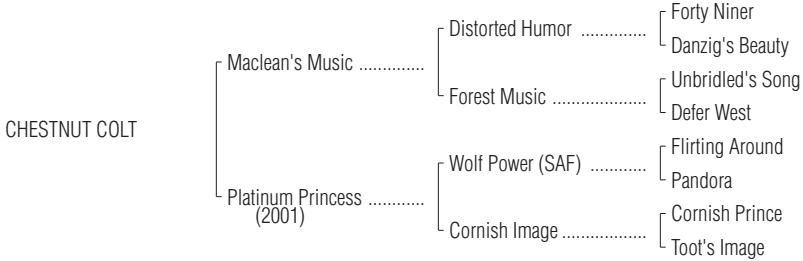 Forty Niner
Distorted Humor ..............
Danzig's Beauty
Maclean's Music ..............
Unbridled's Song
Forest Music ....................
Defer West
CHESTNUT COLT
Flirting Around
Wolf Power (SAF) ............
Pandora
Platinum Princess ............
(2001)
Cornish Prince
Cornish Image ..................
Toot's Image